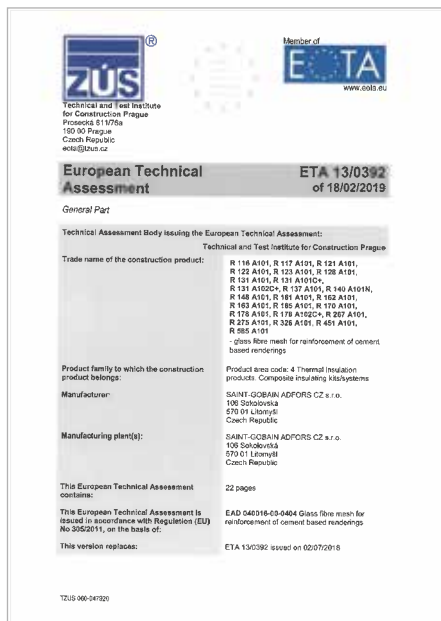 ®
ZÚS
Member of
EOTA
www.eota.eu
Technical and Test Institute
for Construction Prague
Prosecká 811/76a
190 00 Prague
Czech Republic
eota@tzus.cz
European Technical
Assessment
ETA 13/0392
of 18/02/2019
General Part
Technical Assessment Body issuing the European Technical Assessment:
Technical and Test Institute for Construction Prague
Trade name of the construction product:
R 116 A101, R 117 A101, R 121 A101,
R 122 A101, R 123 A101, R 128 A101,
R 131 A101, R 131 A101C+,
R 131 A102C+, R 137 A101, R 140 A101N,
R 148 A101, R 161 A101, R 162 A101,
R 163 A101, R 165 A101, R 170 A101,
R 178 A101, R 178 A102C+, R 267 A101,
R 275 A101, R 326 A101, R 451 A101,
R 585 A101
- glass fibre mesh for reinforcement of cement
based renderings
Product family to which the construction
product belongs:
Product area code: 4 Thermal Insulation
products. Composite insulating kits/systems
Manufacturer
SAINT-GOBAIN ADFORS CZ s.r.o.
106 Sokolovská
570 01 Litomyšl
Czech Republic
Manufacturing plant(s):
SAINT-GOBAIN ADFORS CZ s.r.o.
106 Sokolovská
570 01 Litomyšl
Czech Republic
This European Technical Assessment
contains:
22 pages
This European Technical Assessment is
issued in accordance with Regulation (EU)
No 305/2011, on the basis of:
EAD 040016-00-0404 Glass fibre mesh for
reinforcement of cement based renderings
This version replaces:
ETA 13/0392 issued on 02/07/2018
TZUS 060-047920